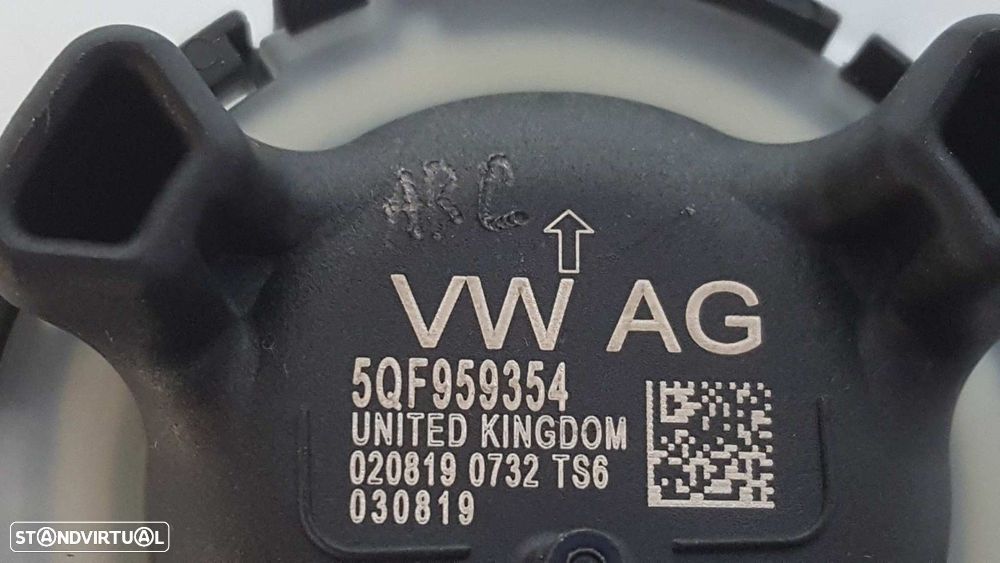 ARC
VW AG
5QF959354
UNITED KINGDOM
020819 0732 TS6
030819
STANDVIRTUAL